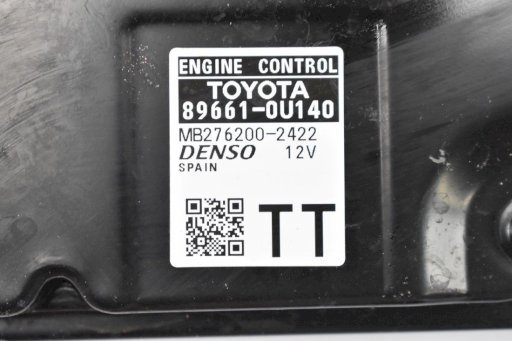 ENGINE CONTROL
TOYOTA
89661-0U140
MB276200-2422
DENSO 12V
SPAIN
TT